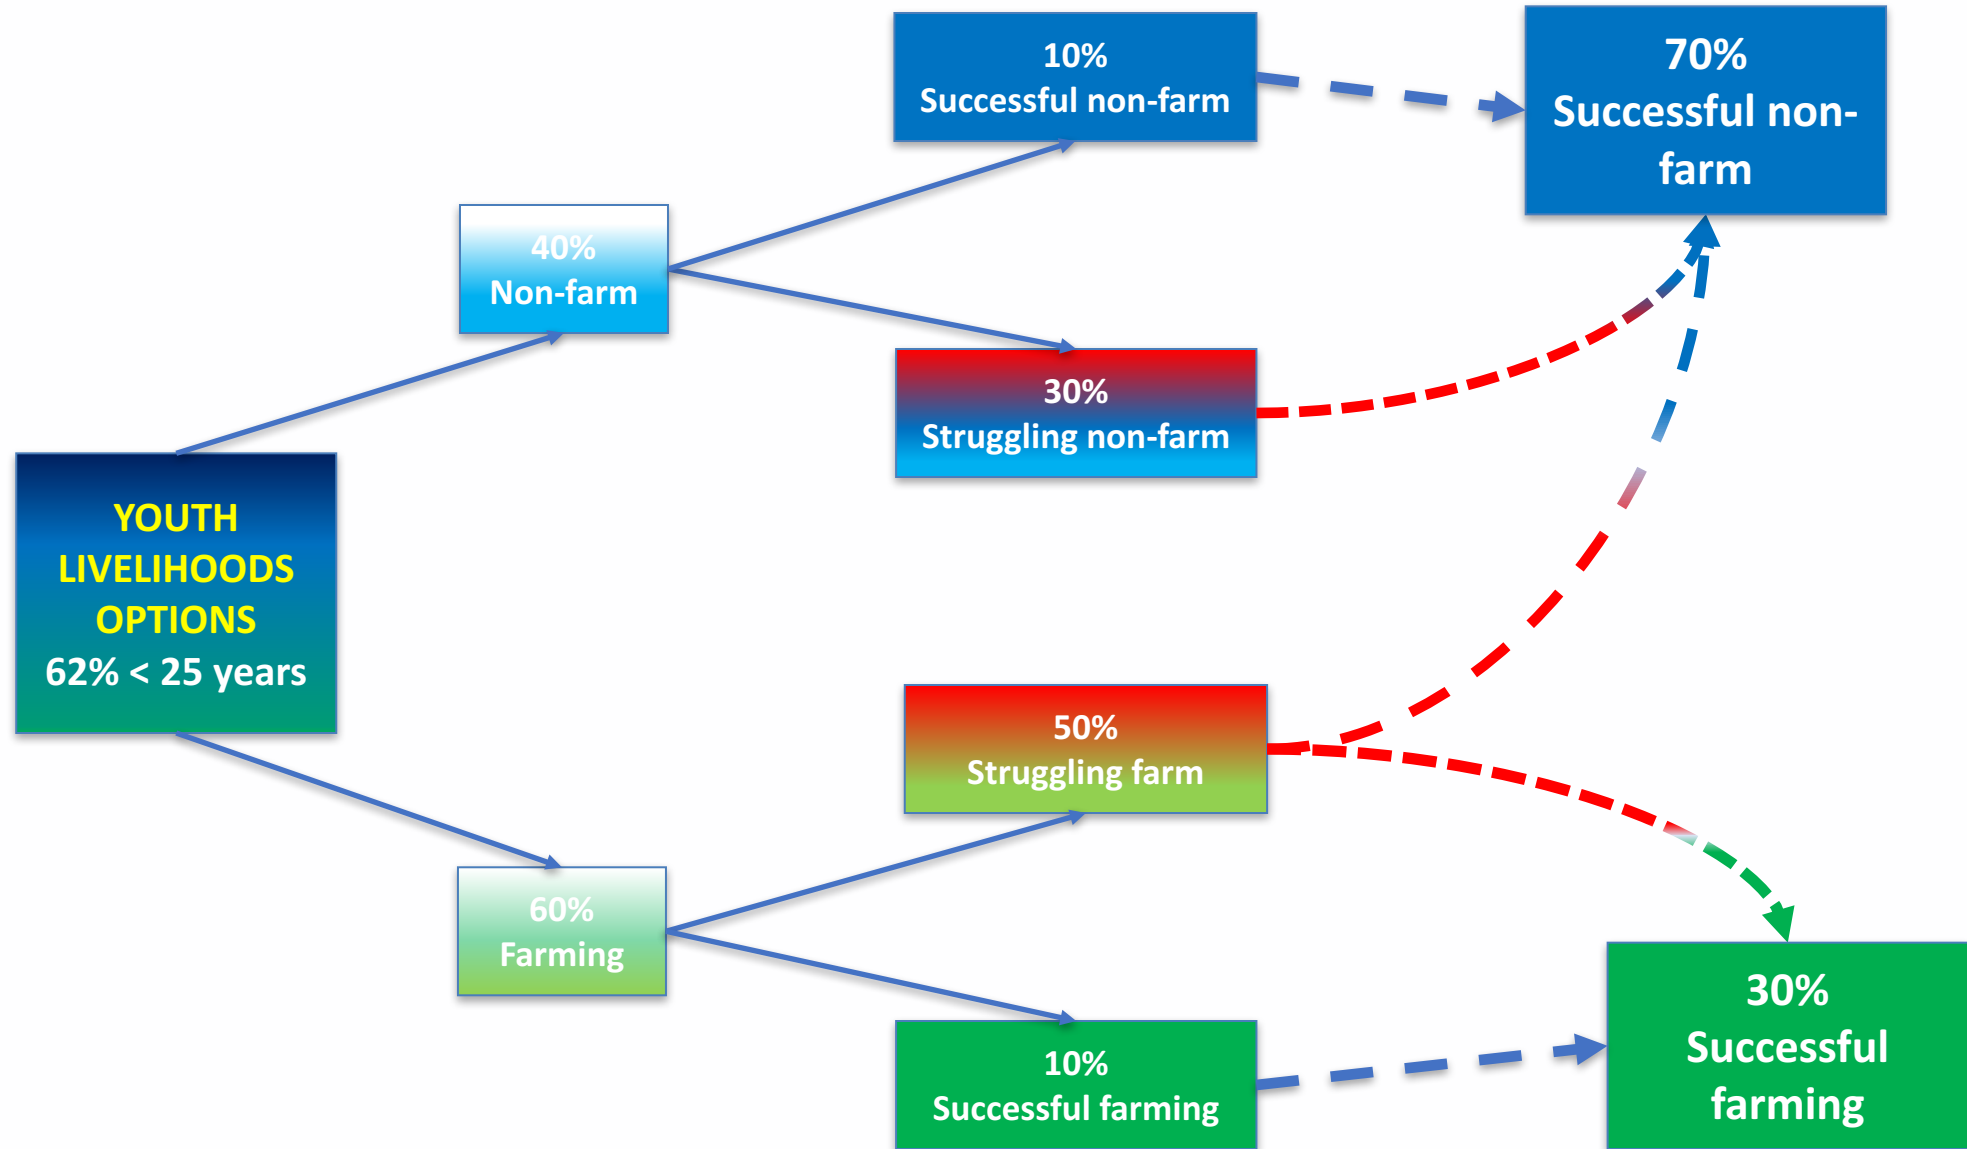 YOUTH
LIVELIHOODS
OPTIONS
62% < 25 years
40%
Non-farm
60%
Farming
10%
Successful non-farm
30%
Struggling non-farm
50%
Struggling farm
10%
Successful farming
70%
Successful non-
farm
30%
Successful
farming